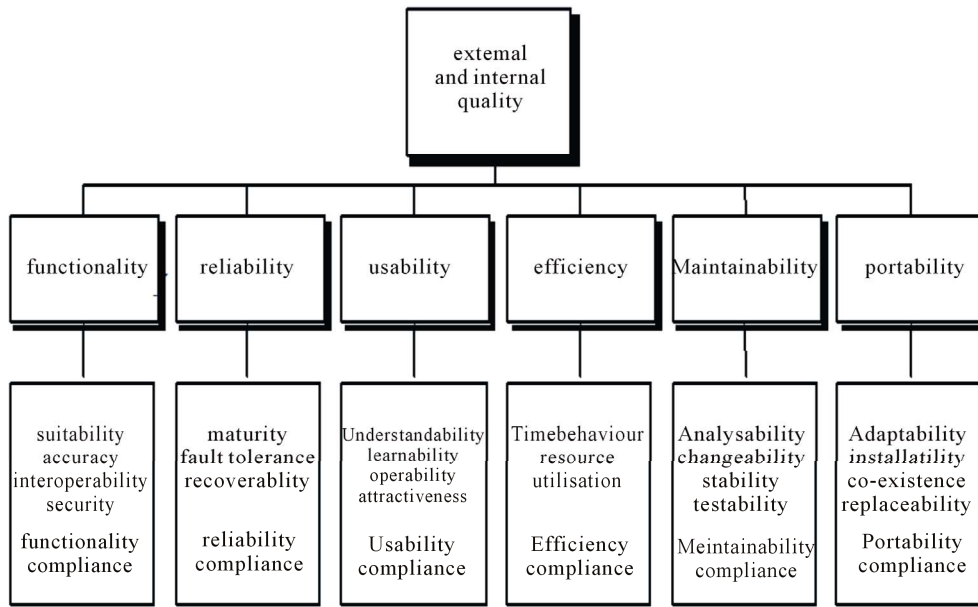 extemal
and internal
quality
functionality
reliability
usability
efficiency
Maintainability
portability
suitability
accuracy
interoperability
security
functionality
compliance
maturity
fault tolerance
recoverablity
reliability
compliance
Understandability
learnability
operability
attractiveness
Usability
compliance
Timebehaviour
resource
utilisation
Efficiency
compliance
Analysability
changeability
stability
testability
Meintainability
compliance
Adaptability
installatility
co-existence
replaceability
Portability
compliance